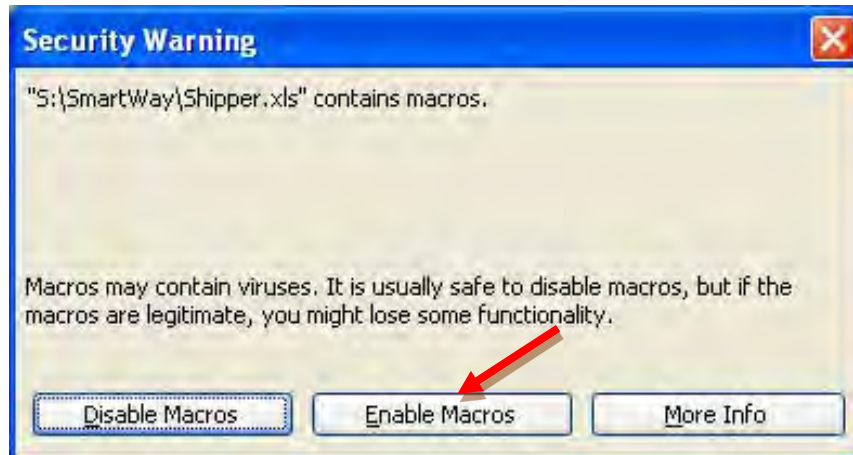 Security Warning
"S:\SmartWay\Shipper.xls" contains macros.
Macros may contain viruses. It is usually safe to disable macros, but if the
macros are legitimate, you might lose some functionality.
Disable Macros Enable Macros More Info